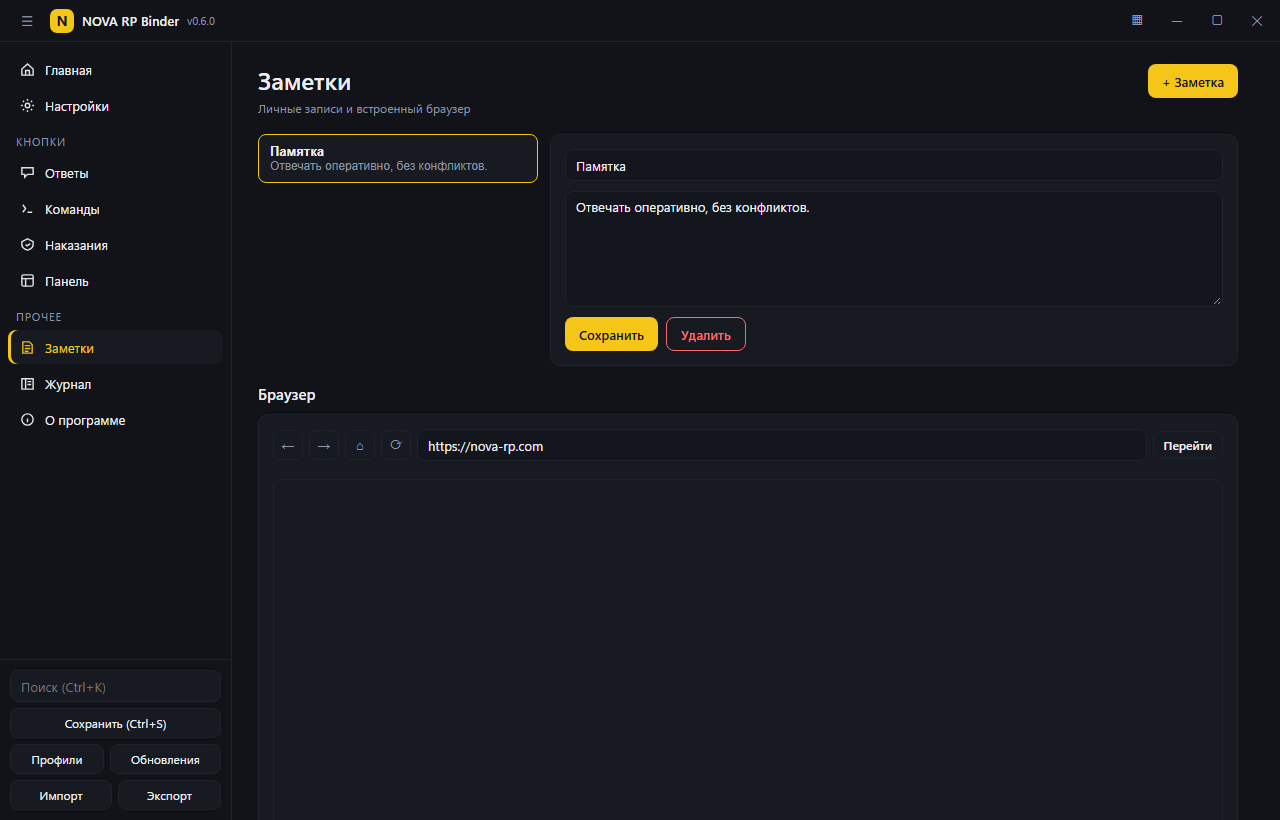 N NOVA RP Binder v0.6.0
Главная
Настройки
КНОПКИ
Ответы
Команды
Наказания
Панель
ПРОЧЕЕ
Заметки
Журнал
О программе
Поиск (Ctrl+K)
Сохранить (Ctrl+S)
Профили Обновления
Импорт Экспорт
Заметки
+ Заметка
Личные записи и встроенный браузер
Памятка
Отвечать оперативно, без конфликтов.
Памятка
Отвечать оперативно, без конфликтов.
Сохранить Удалить
Браузер
https://nova-rp.com Перейти